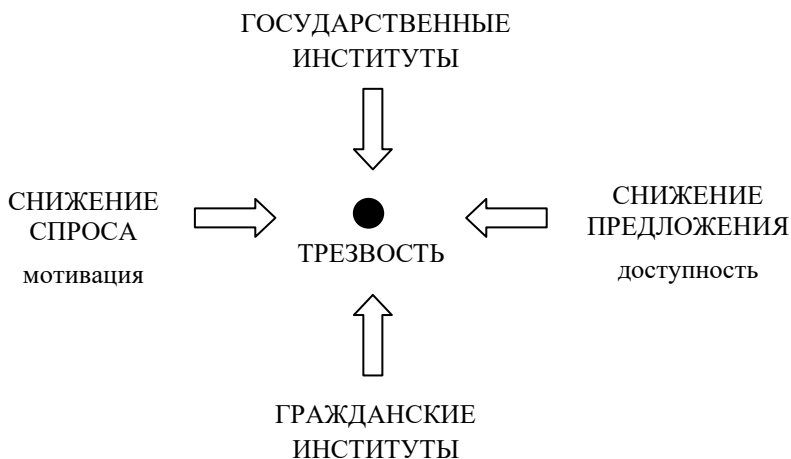 ГОСУДАРСТВЕННЫЕ
ИНСТИТУТЫ
СНИЖЕНИЕ
СПРОСА
мотивация
ТРЕЗВОСТЬ
СНИЖЕНИЕ
ПРЕДЛОЖЕНИЯ
доступность
ГРАЖДАНСКИЕ
ИНСТИТУТЫ